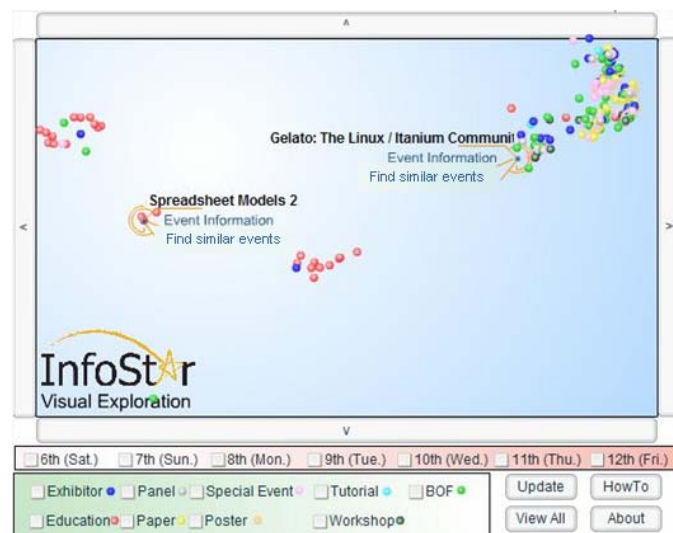 Gelato: The Linux / Itanium Communit
Event Information
Find similar events
Spreadsheet Models 2
Event Information
Find similar events
InfoStar
Visual Exploration
6th (Sat.) 7th (Sun.) 8th (Mon.) 9th (Tue.) 10th (Wed.) 11th (Thu.) 12th (Fri.)
Exhibitor Panel Special Event Tutorial BOF Update HowTo
Education Paper Poster Workshop View All About